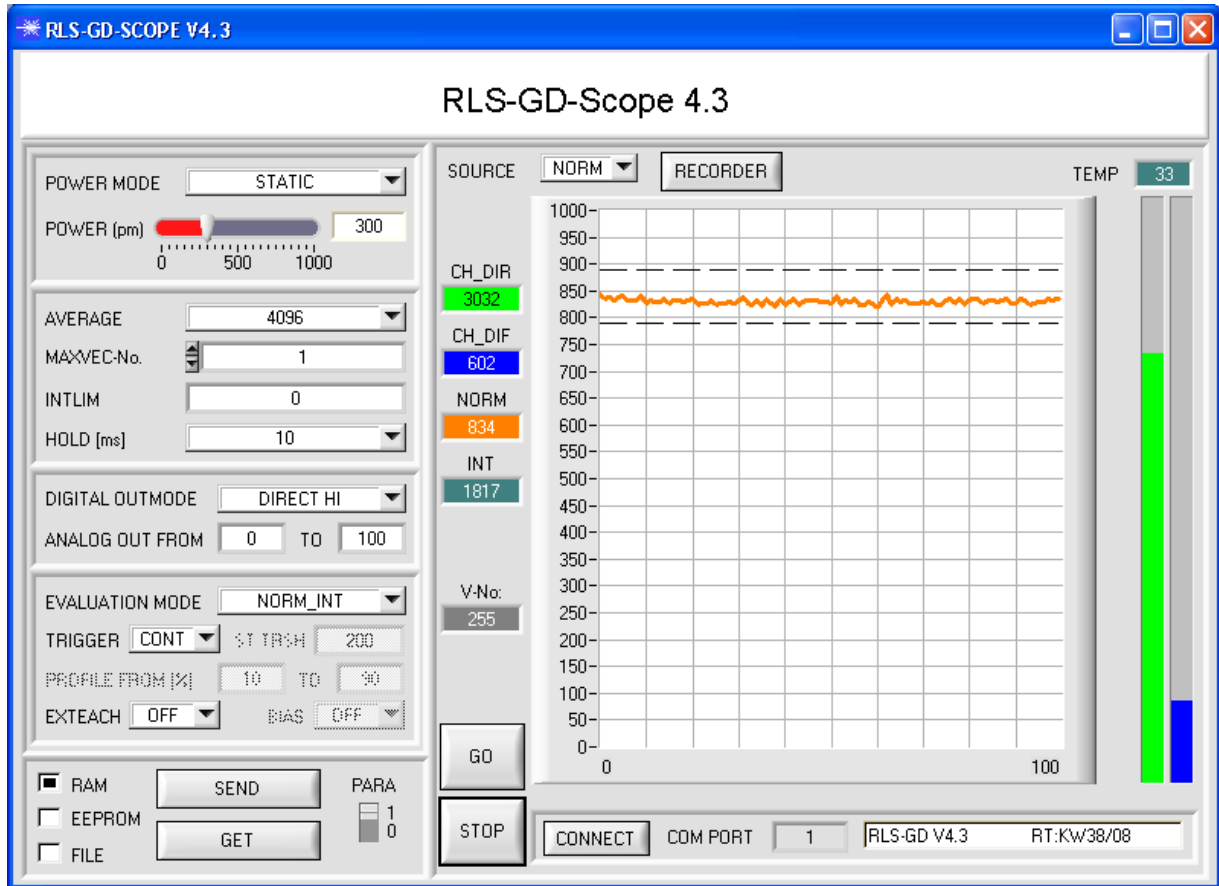 RLS-GD-SCOPE V4.3
RLS-GD-Scope 4.3
POWER MODE STATIC
POWER (pm) 300
0 500 1000
AVERAGE 4096
MAXVEC-No. 1
INTLIM 0
HOLD [ms] 10
DIGITAL OUTMODE DIRECT HI
ANALOG OUT FROM 0 TO 100
EVALUATION MODE NORM_INT
TRIGGER CONT ST TRSH 200
PROFILE FROM [%] 10 TO 90
EXTEACH OFF BIAS OFF
RAM
EEPROM
FILE
SEND
GET
PARA
1
0
SOURCE NORM RECORDER
TEMP 33
CH_DIR
3032
CH_DIF
602
NORM
834
INT
1817
V-No:
255
GO
STOP
1000
950
900
850
800
750
700
650
600
550
500
450
400
350
300
250
200
150
100
50
0
0 100
CONNECT COM PORT 1 RLS-GD V4.3 RT:KW38/08